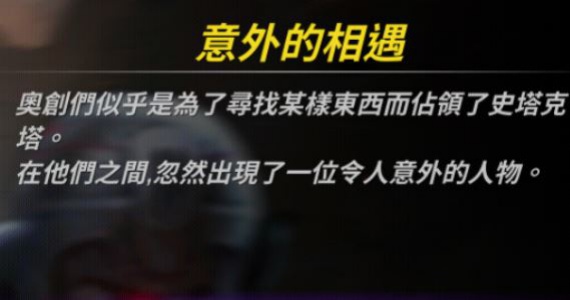 意外的相遇
奧創們似乎是為了尋找某樣東西而佔領了史塔克
塔。
在他們之間,忽然出現了一位令人意外的人物。